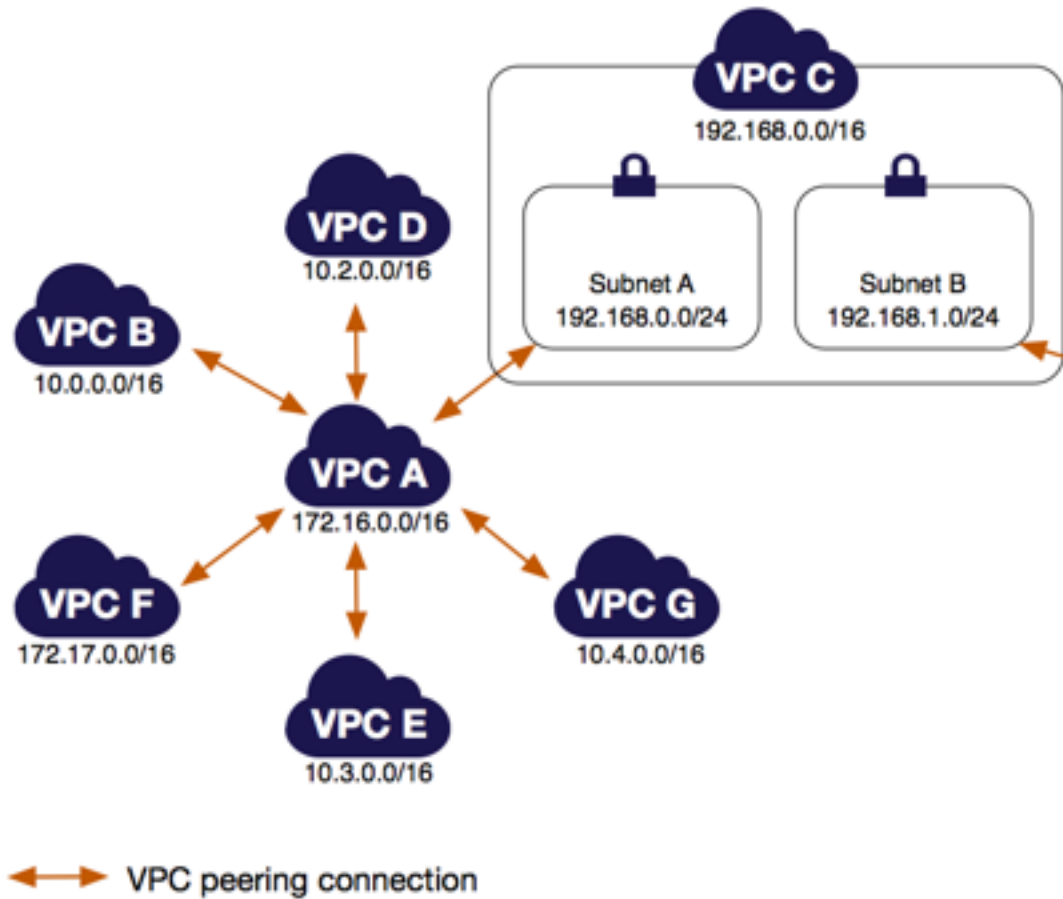 VPC C
192.168.0.0/16
VPC D
10.2.0.0/16
Subnet A
192.168.0.0/24
Subnet B
192.168.1.0/24
VPC B
10.0.0.0/16
VPC A
172.16.0.0/16
VPC F
172.17.0.0/16
VPC G
10.4.0.0/16
VPC E
10.3.0.0/16
VPC peering connection